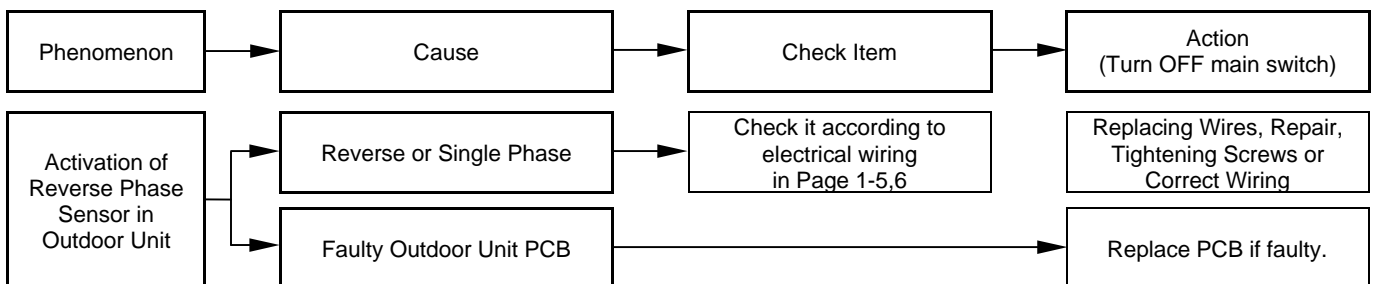 Phenomenon
Cause
Check Item
Action
(Turn OFF main switch)
Activation of
Reverse Phase
Sensor in
Outdoor Unit
Reverse or Single Phase
Check it according to
electrical wiring
in Page 1-5,6
Replacing Wires, Repair,
Tightening Screws or
Correct Wiring
Faulty Outdoor Unit PCB
Replace PCB if faulty.